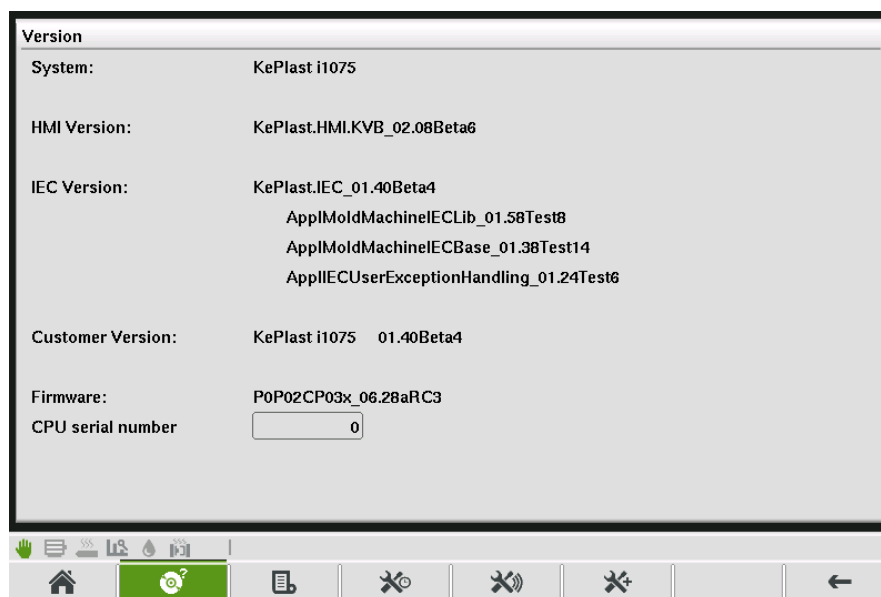 Version
System: KePlast i1075
HMI Version: KePlast.HMI.KVB_02.08Beta6
IEC Version: KePlast.IEC_01.40Beta4
ApplMoldMachineIECLib_01.58Test8
ApplMoldMachineIECBase_01.38Test14
ApplIECUserExceptionHandling_01.24Test6
Customer Version: KePlast i1075 01.40Beta4
Firmware: P0P02CP03x_06.28aRC3
CPU serial number 0